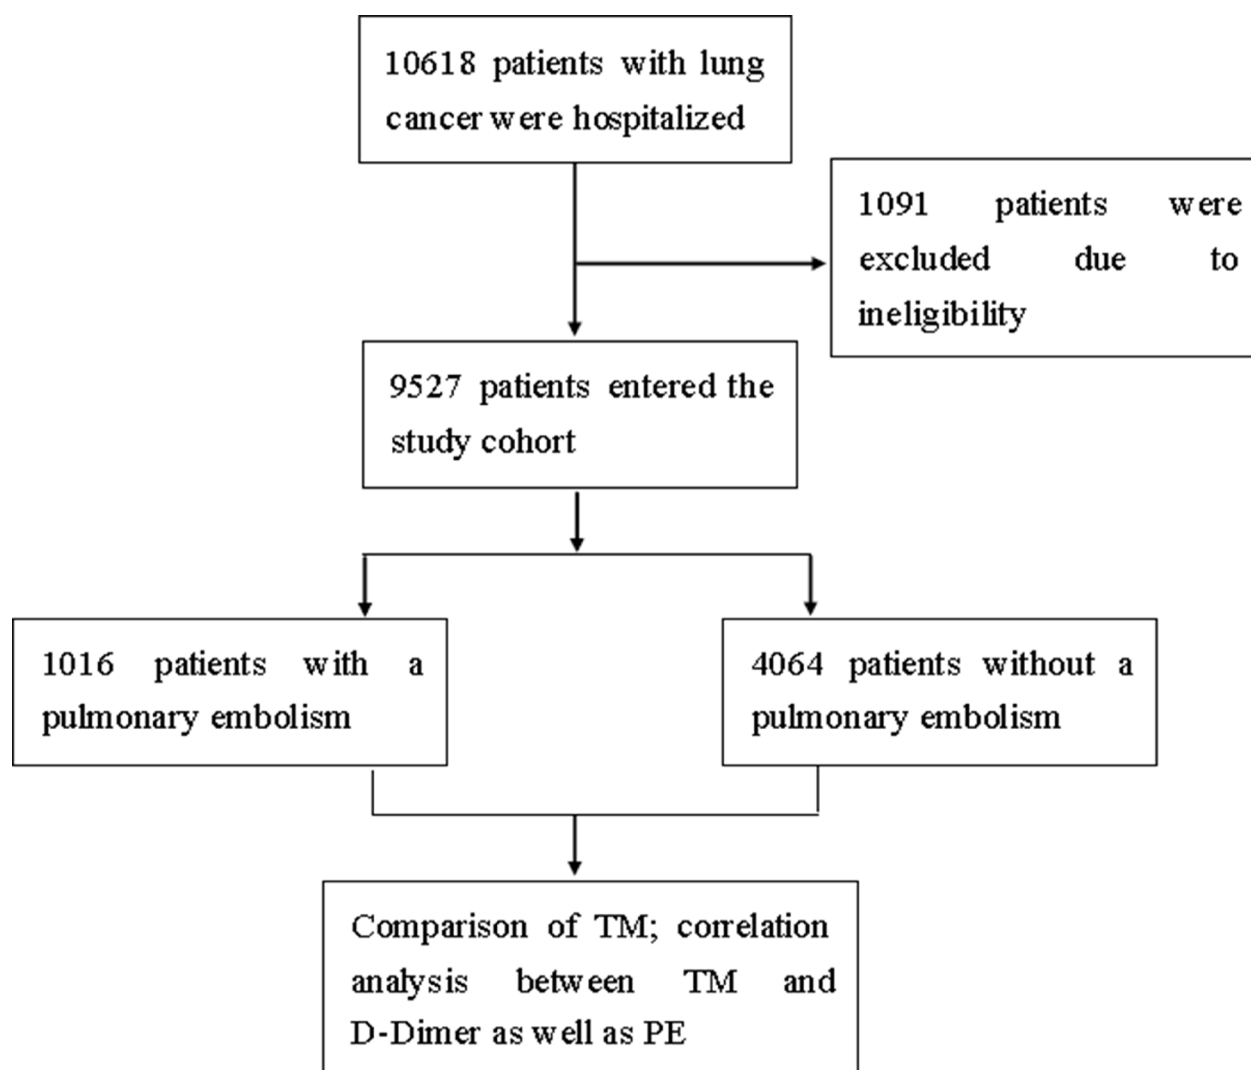 10618 patients with lung
cancer were hospitalized
1091 patients were
excluded due to
ineligibility
9527 patients entered the
study cohort
1016 patients with a
pulmonary embolism
4064 patients without a
pulmonary embolism
Comparison of TM; correlation
analysis between TM and
D-Dimer as well as PE